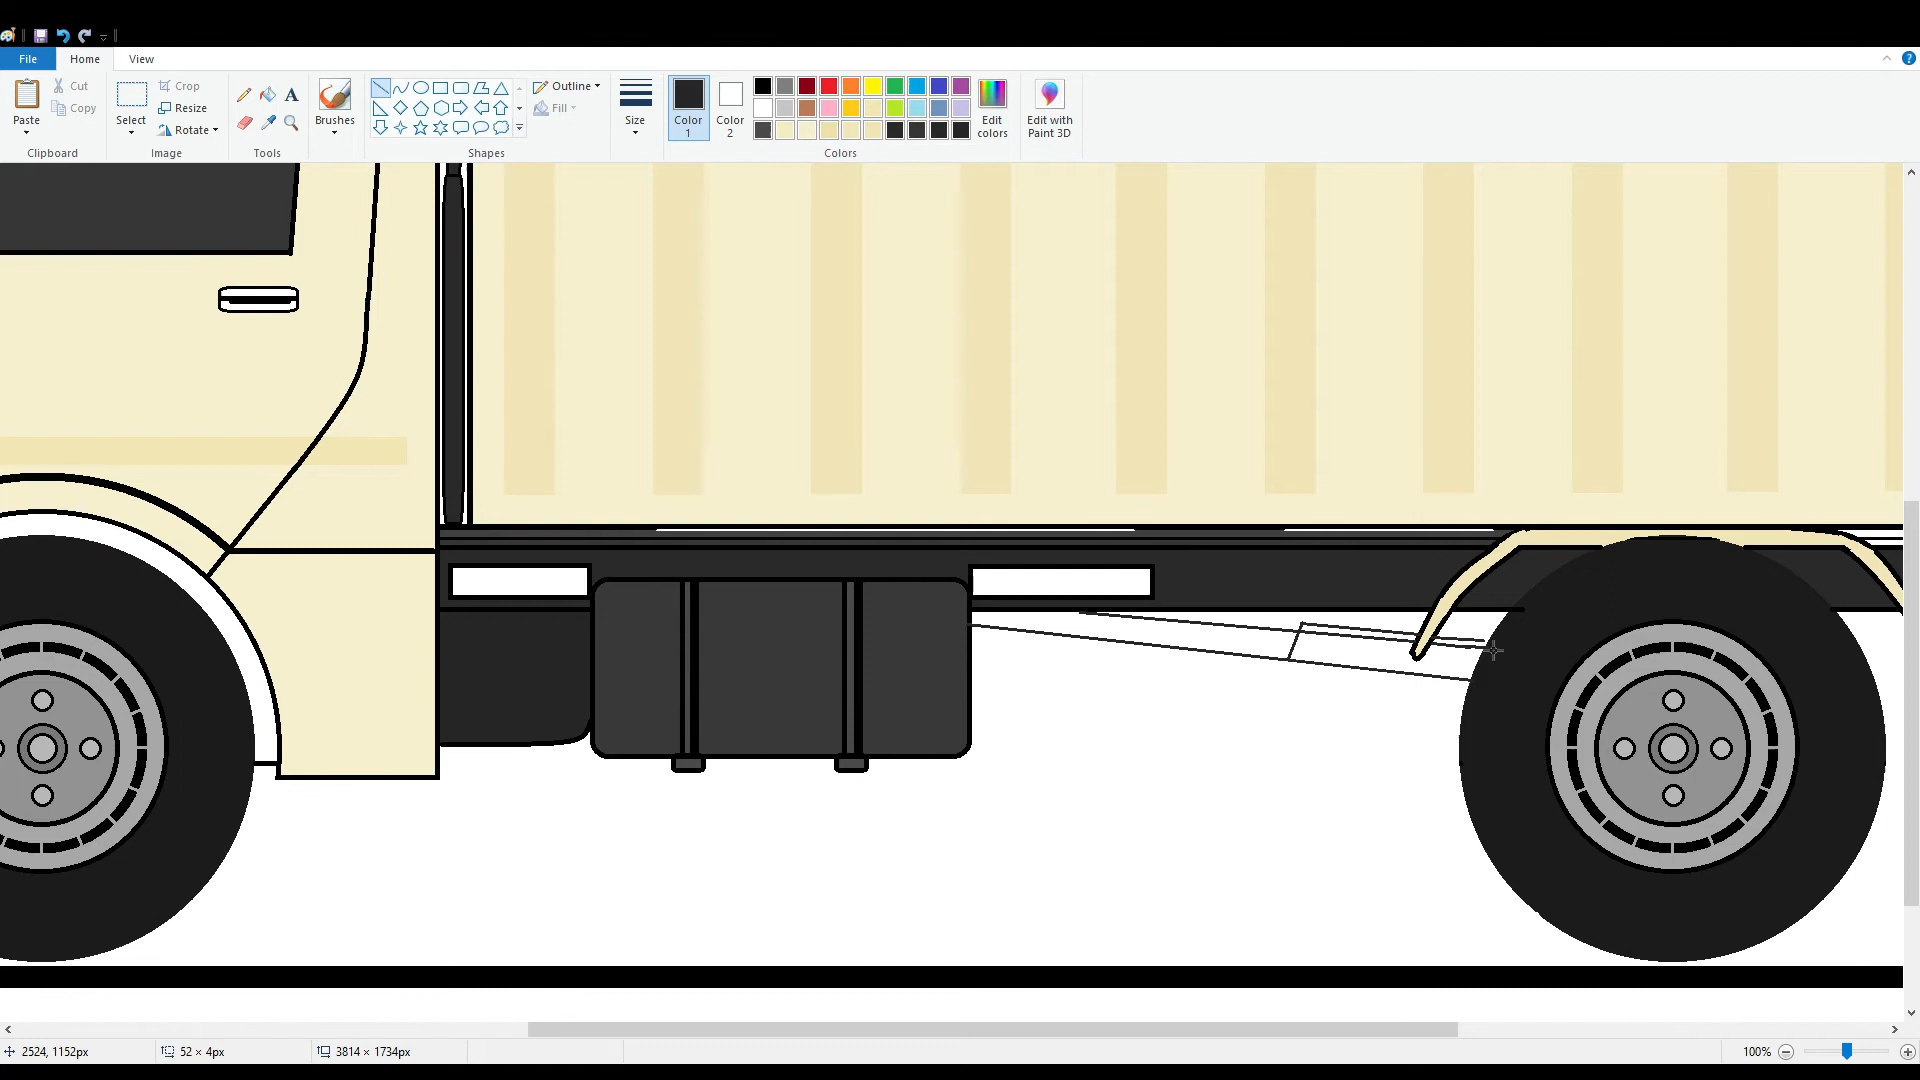 File Home View
Paste
Cut
Copy
Clipboard
Select
Crop
Resize
Rotate
Image
A
Tools
Brushes
Shapes
Outline
Fill
Size
Color 1
Color 2
Edit colors
Colors
Edit with Paint 3D
2524, 1152px 52 × 4px 3814 × 1734px 100%